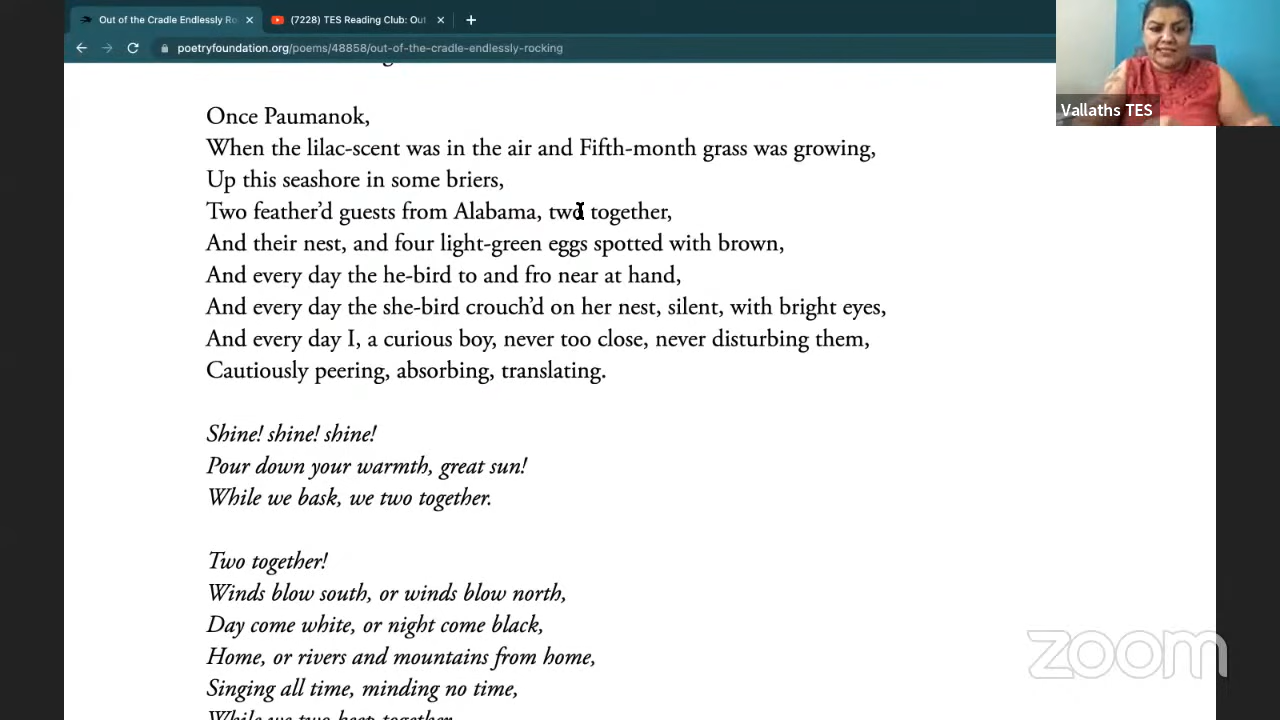 Out of the Cradle Endlessly Ro
(7228) TES Reading Club: Out
poetryfoundation.org/poems/48858/out-of-the-cradle-endlessly-rocking
Vallaths TES
Once Paumanok,
When the lilac-scent was in the air and Fifth-month grass was growing,
Up this seashore in some briers,
Two feather’d guests from Alabama, two together,
And their nest, and four light-green eggs spotted with brown,
And every day the he-bird to and fro near at hand,
And every day the she-bird crouch’d on her nest, silent, with bright eyes,
And every day I, a curious boy, never too close, never disturbing them,
Cautiously peering, absorbing, translating.
Shine! shine! shine!
Pour down your warmth, great sun!
While we bask, we two together.
Two together!
Winds blow south, or winds blow north,
Day come white, or night come black,
Home, or rivers and mountains from home,
Singing all time, minding no time,
While we two keep together.
zoom